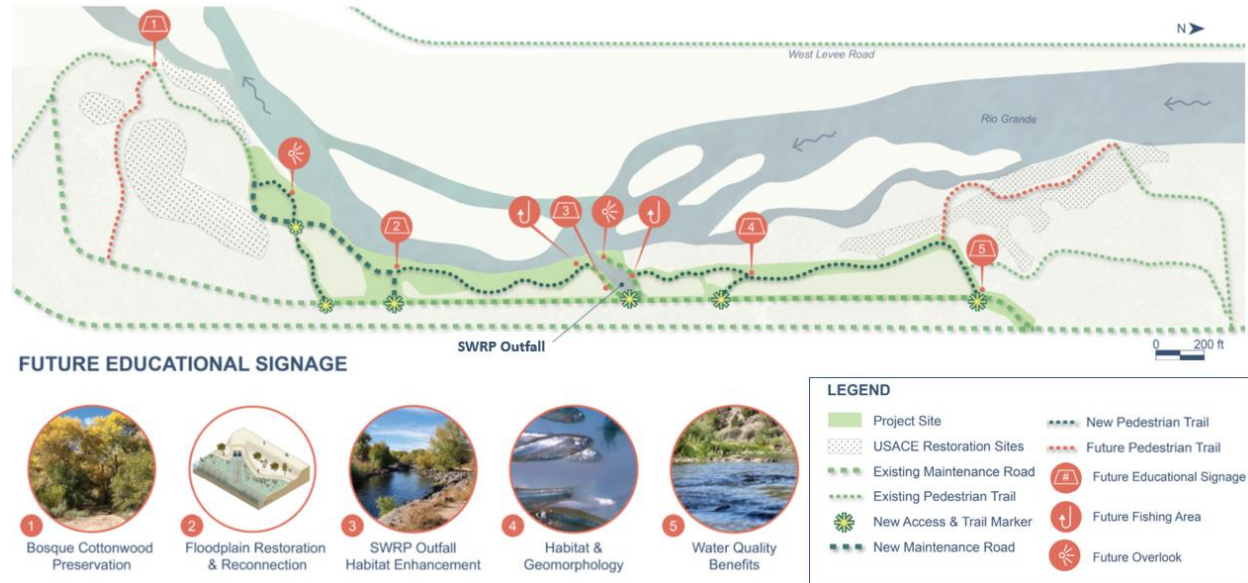 1
N
West Levee Road
Rio Grande
2
3
4
5
SWRP Outfall
0 200 ft
FUTURE EDUCATIONAL SIGNAGE
1
Bosque Cottonwood
Preservation
2
Floodplain Restoration
& Reconnection
3
SWRP Outfall
Habitat Enhancement
4
Habitat &
Geomorphology
5
Water Quality
Benefits
LEGEND
Project Site
USACE Restoration Sites
Existing Maintenance Road
Existing Pedestrian Trail
New Access & Trail Marker
New Maintenance Road
New Pedestrian Trail
Future Pedestrian Trail
#
Future Educational Signage
Future Fishing Area
Future Overlook